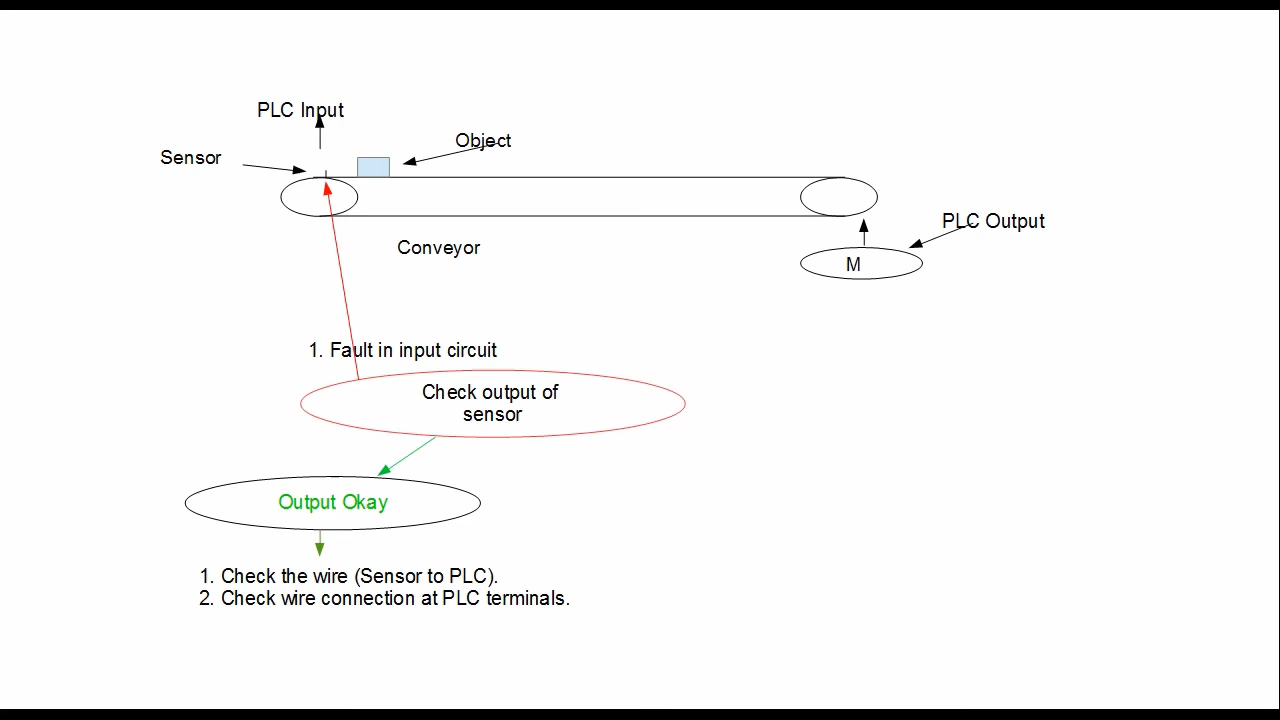 PLC Input
Object
Sensor
PLC Output
Conveyor
M
1. Fault in input circuit
Check output of
sensor
Output Okay
1. Check the wire (Sensor to PLC).
2. Check wire connection at PLC terminals.